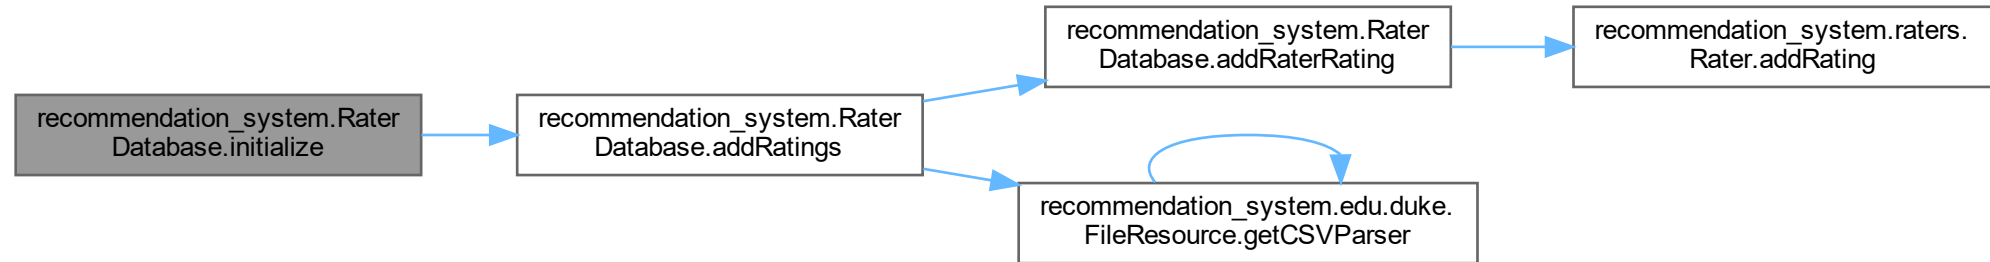 recommendation_system.Rater
Database.initialize
recommendation_system.Rater
Database.addRatings
recommendation_system.Rater
Database.addRaterRating
recommendation_system.raters.
Rater.addRating
recommendation_system.edu.duke.
FileResource.getCSVParser